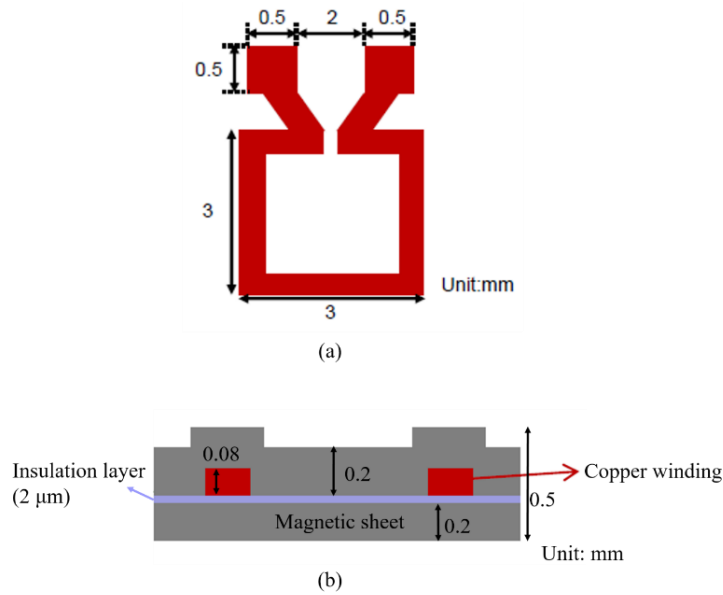 0.5 2 0.5
0.5
3
Unit:mm
3
(a)
0.08
Insulation layer
(2 μm)
0.2
Copper winding
0.5
Magnetic sheet
0.2
Unit: mm
(b)